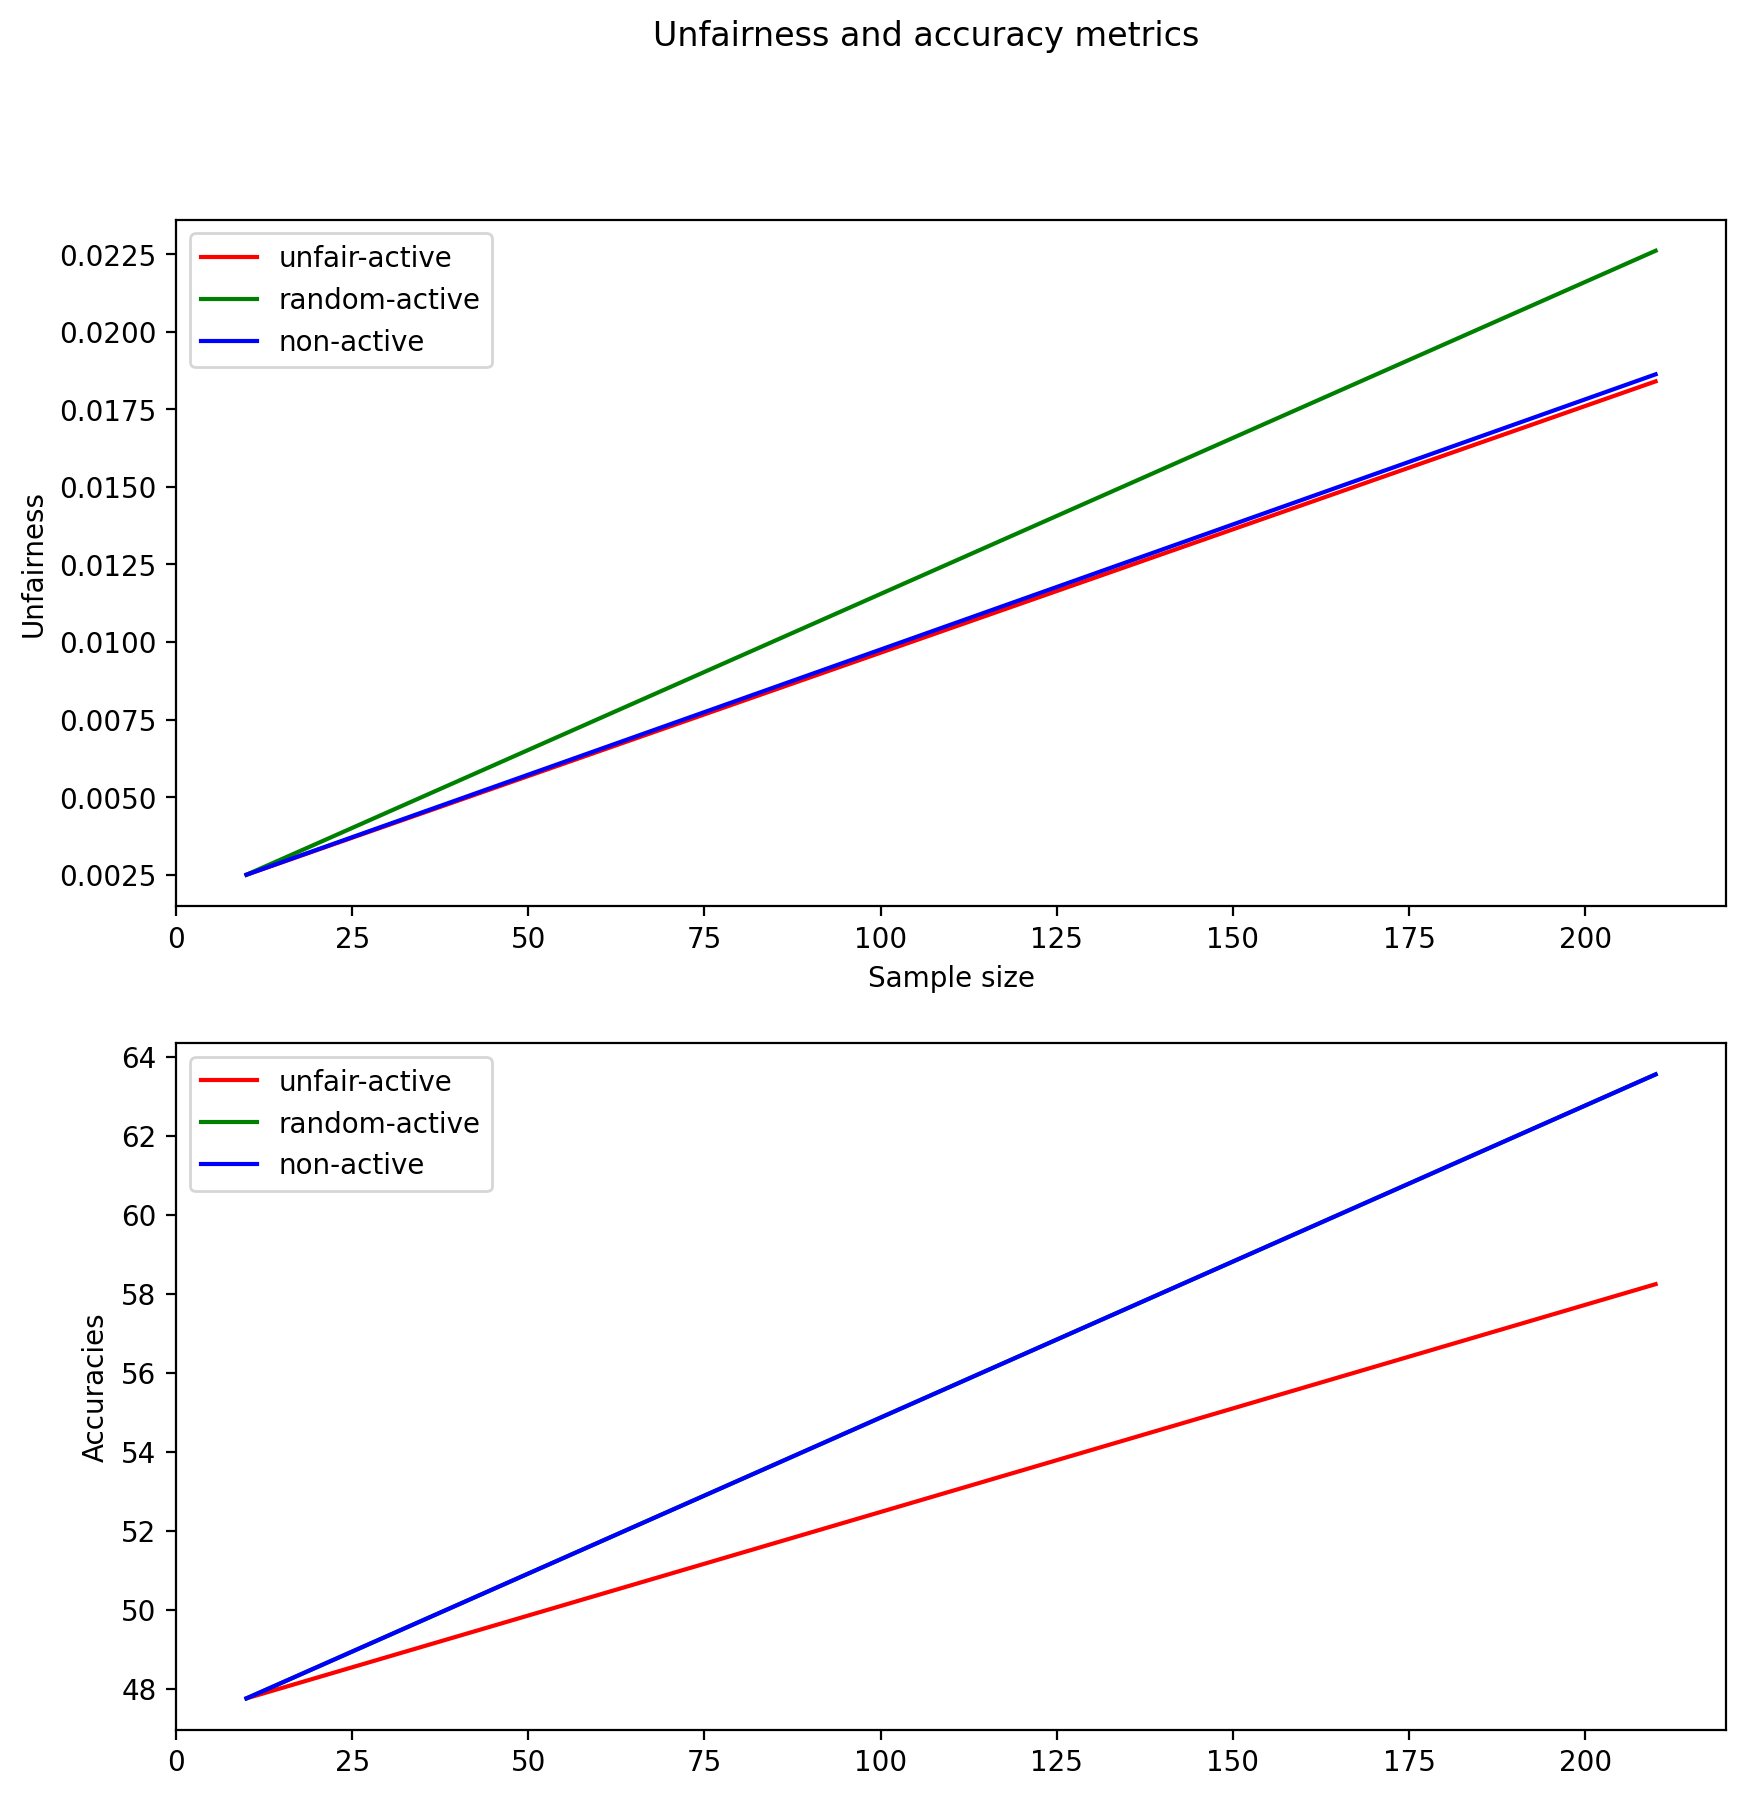 Unfairness and accuracy metrics
unfair-active
random-active
non-active
0.0225
0.0200
0.0175
0.0150
0.0125
0.0100
0.0075
0.0050
0.0025
Unfairness
0 25 50 75 100 125 150 175 200
Sample size
unfair-active
random-active
non-active
64
62
60
58
56
54
52
50
48
Accuracies
0 25 50 75 100 125 150 175 200